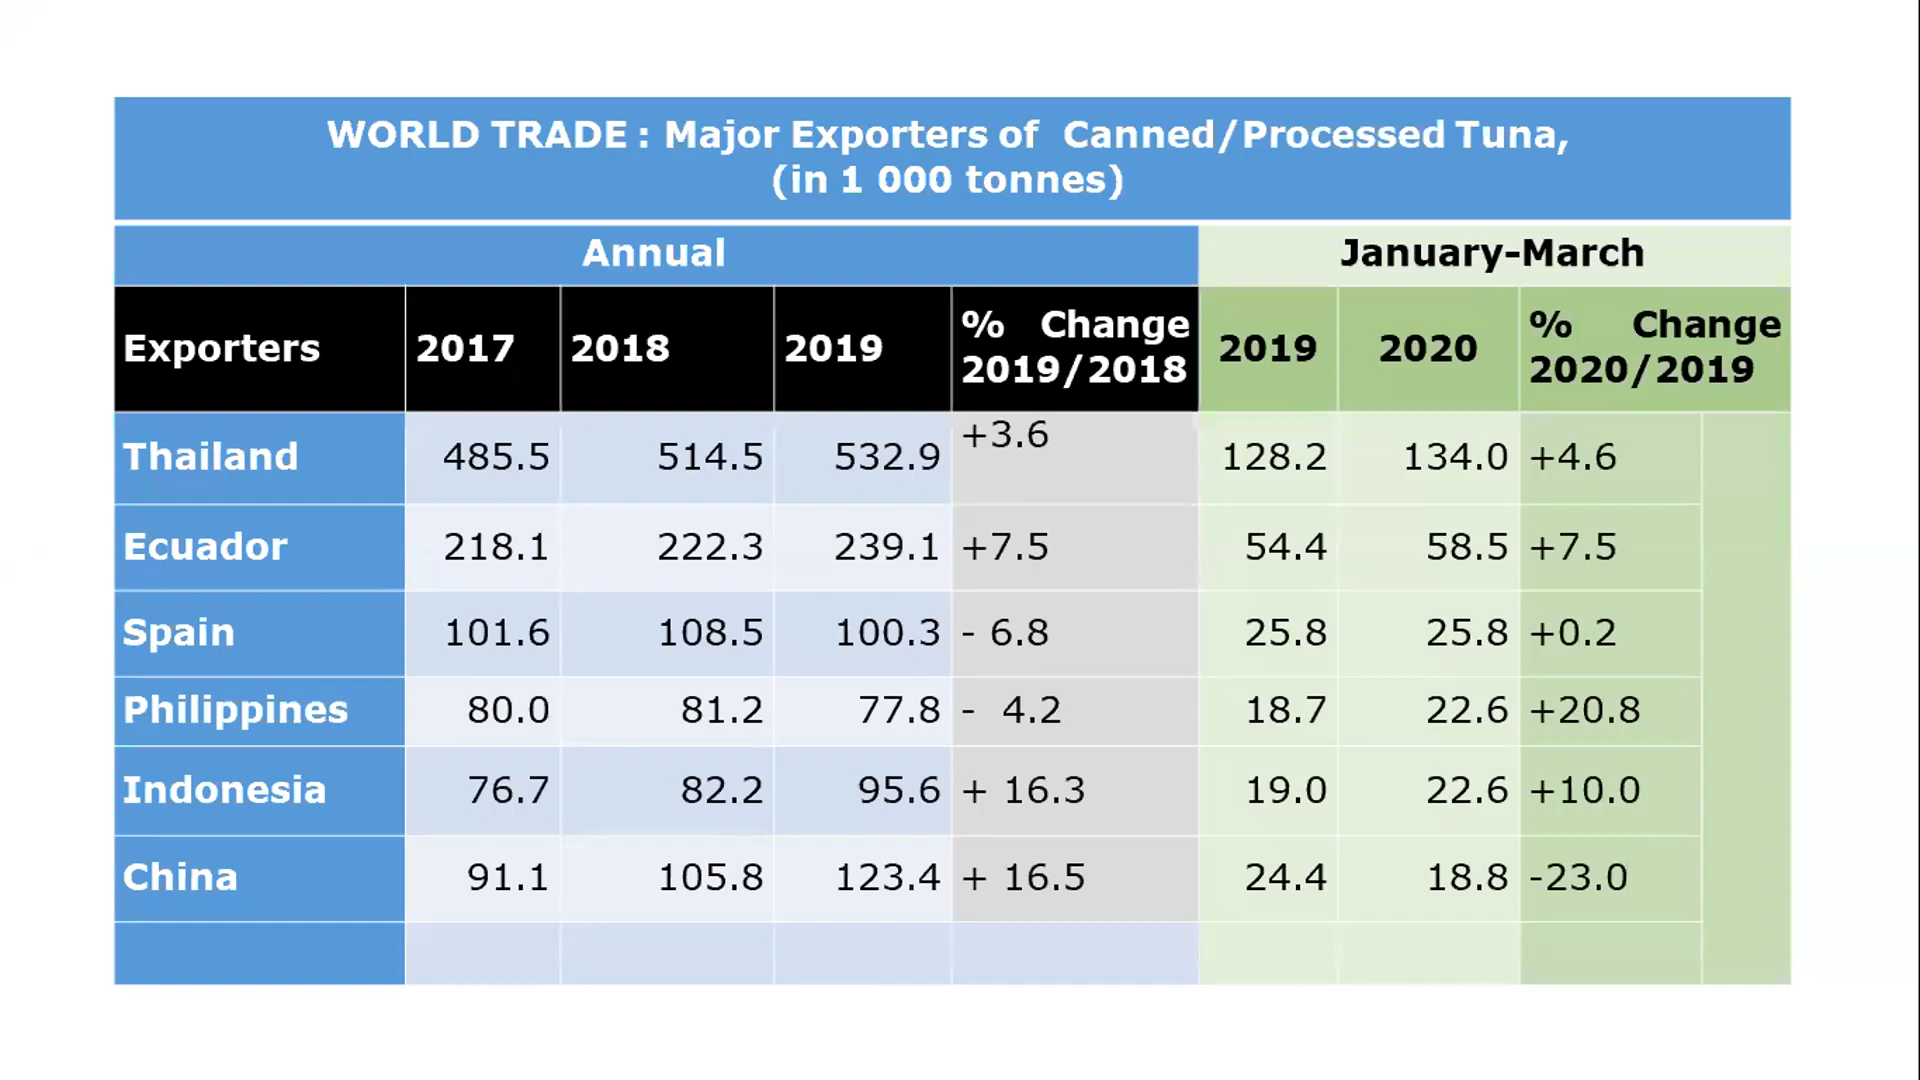 WORLD TRADE : Major Exporters of Canned/Processed Tuna,
(in 1 000 tonnes)
Annual January-March
Exporters 2017 2018 2019 % Change 2019/2018 2019 2020 % Change 2020/2019
Thailand 485.5 514.5 532.9 +3.6 128.2 134.0 +4.6
Ecuador 218.1 222.3 239.1 +7.5 54.4 58.5 +7.5
Spain 101.6 108.5 100.3 - 6.8 25.8 25.8 +0.2
Philippines 80.0 81.2 77.8 - 4.2 18.7 22.6 +20.8
Indonesia 76.7 82.2 95.6 + 16.3 19.0 22.6 +10.0
China 91.1 105.8 123.4 + 16.5 24.4 18.8 -23.0